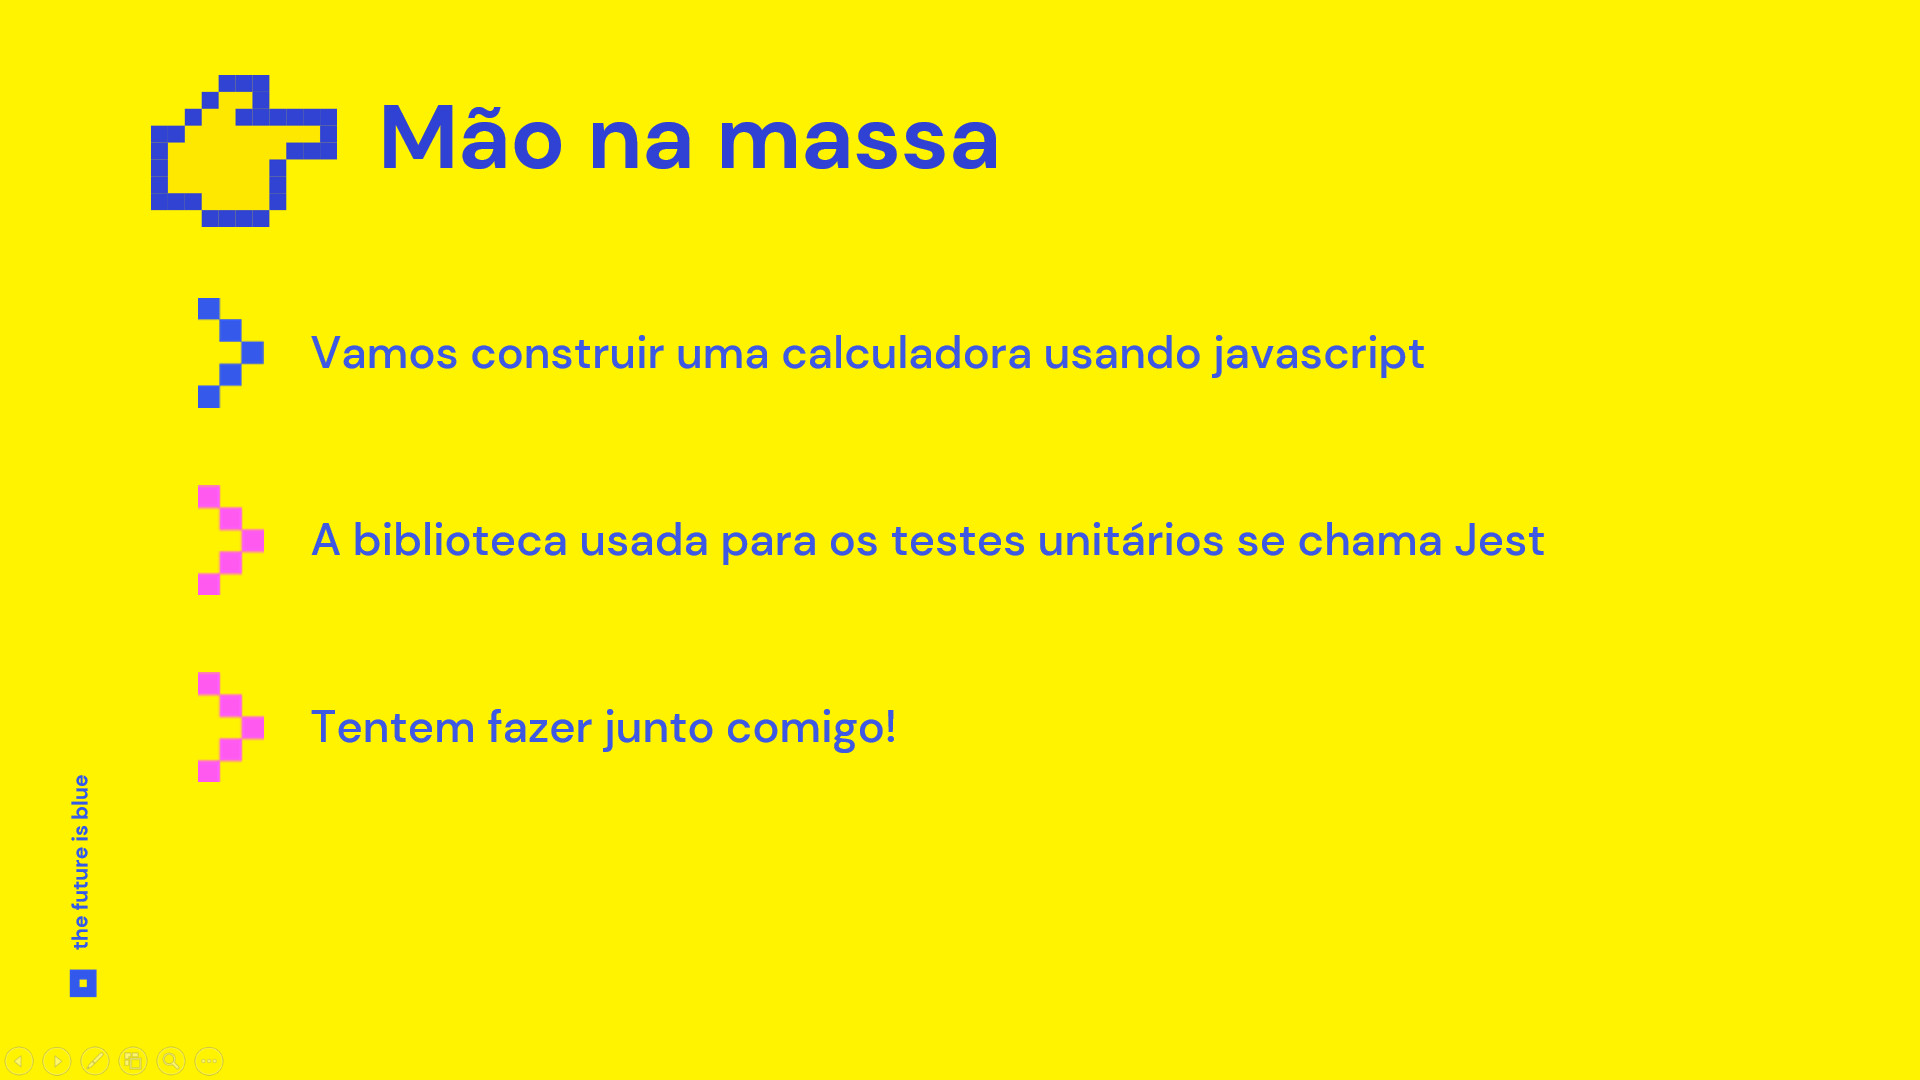 Mão na massa
Vamos construir uma calculadora usando javascript
A biblioteca usada para os testes unitários se chama Jest
Tentem fazer junto comigo!
the future is blue